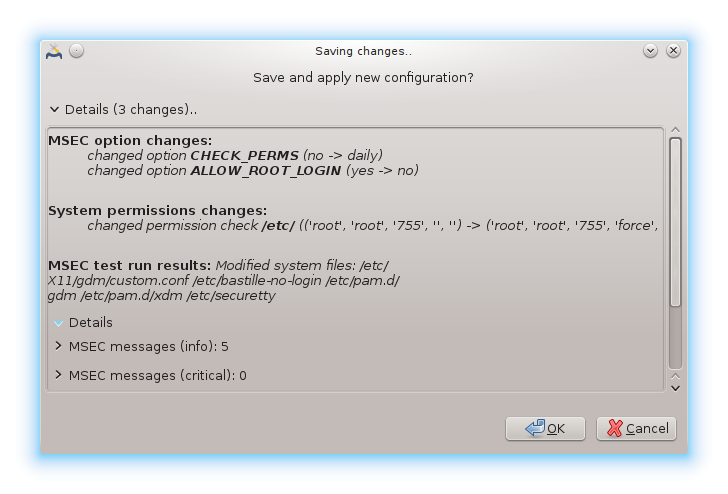 Saving changes..
Save and apply new configuration?
Details (3 changes)..
MSEC option changes:
changed option CHECK_PERMS (no -> daily)
changed option ALLOW_ROOT_LOGIN (yes -> no)
System permissions changes:
changed permission check /etc/ (('root', 'root', '755', '', '') -> ('root', 'root', '755', 'force',
MSEC test run results: Modified system files: /etc/
X11/gdm/custom.conf /etc/bastille-no-login /etc/pam.d/
gdm /etc/pam.d/xdm /etc/securetty
Details
MSEC messages (info): 5
MSEC messages (critical): 0
OK
Cancel